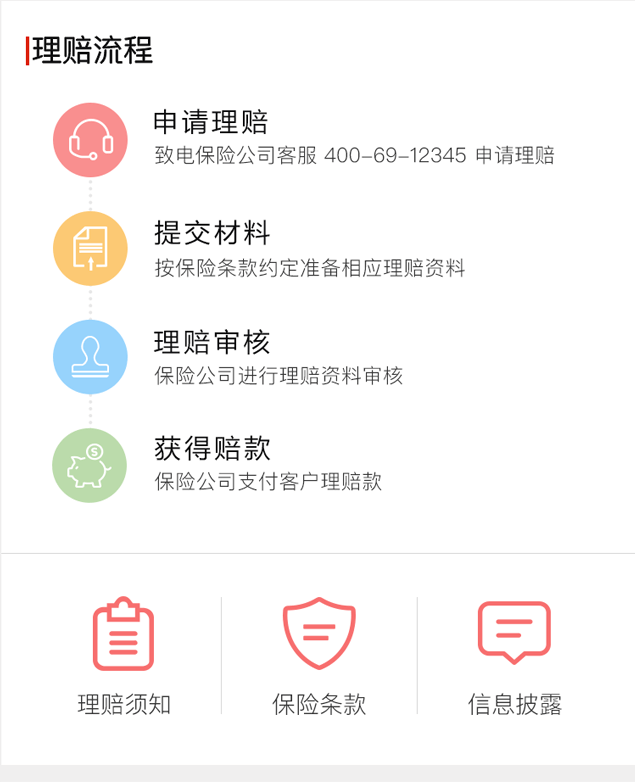 理赔流程
申请理赔
致电保险公司客服 400-69-12345 申请理赔
提交材料
按保险条款约定准备相应理赔资料
理赔审核
保险公司进行理赔资料审核
获得赔款
保险公司支付客户理赔款
理赔须知
保险条款
信息披露